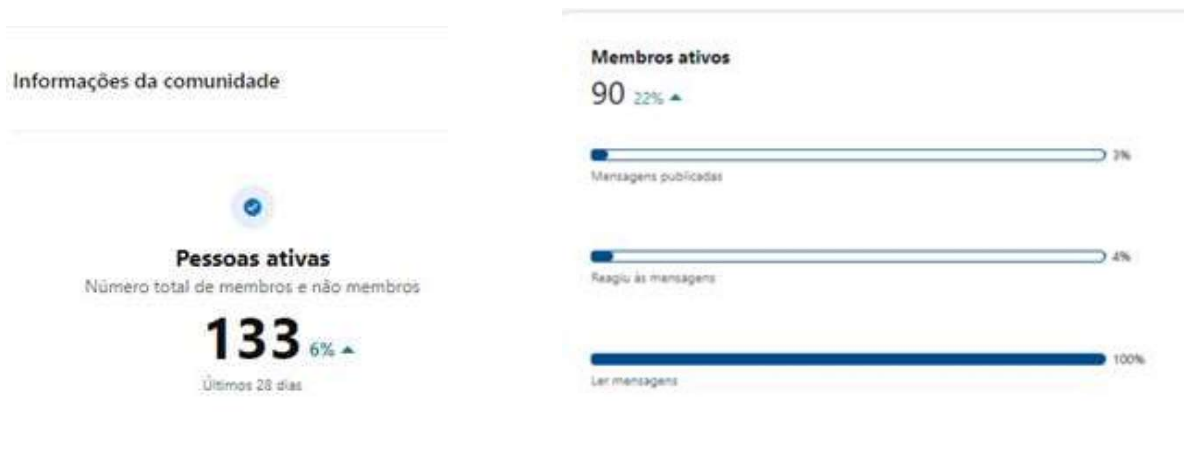 Informações da comunidade
Pessoas ativas
Número total de membros e não membros
133 6%
Últimos 28 dias
Membros ativos
90 22%
3%
Mensagens publicadas
4%
Reagiu às mensagens
100%
Ler mensagens